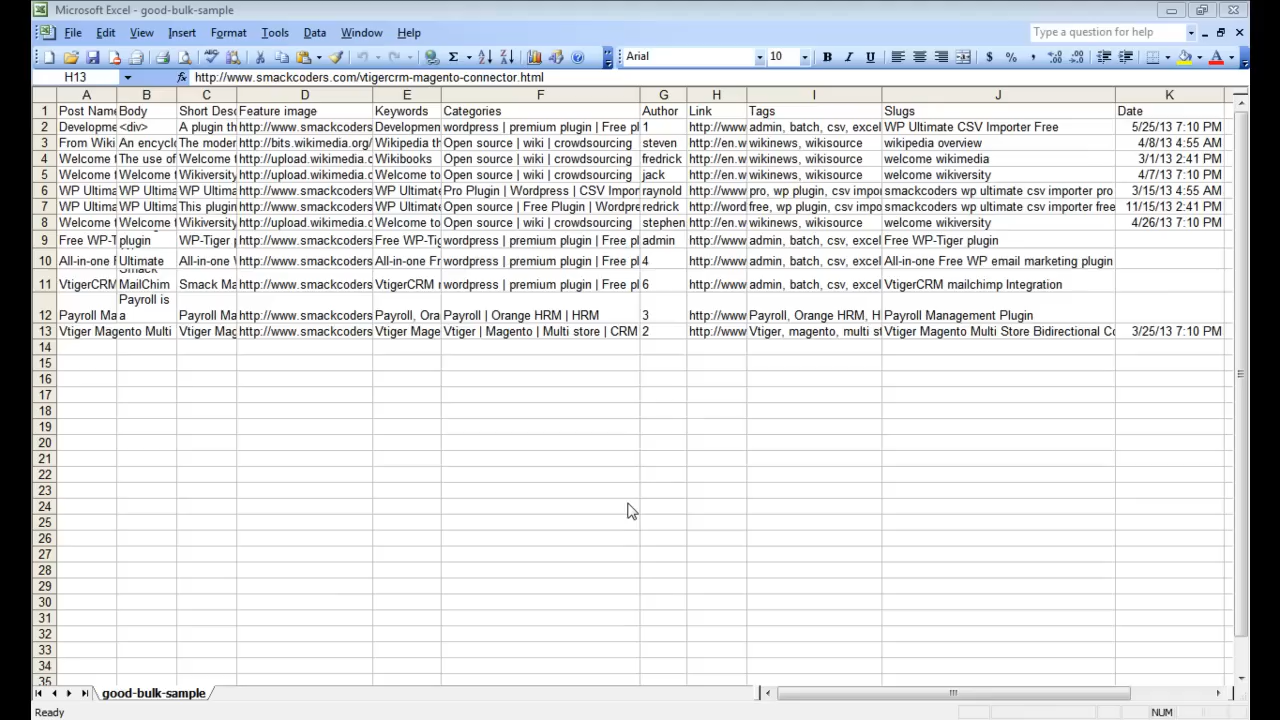 Microsoft Excel - good-bulk-sample
File Edit View Insert Format Tools Data Window Help Type a question for help
Arial 10 B I U $ %
H13 fx http://www.smackcoders.com/vtigercrm-magento-connector.html
A B C D E F G H I J K
1 Post Name Body Short Desc Feature image Keywords Categories Author Link Tags Slugs Date
2 Developme <div> A plugin th http://www.smackcoders Developmen wordpress | premium plugin | Free pl 1 http://www admin, batch, csv, excel WP Ultimate CSV Importer Free 5/25/13 7:10 PM
3 From Wiki An encycl http://bits.wikimedia.org/ The moder Wikipedia th Open source | wiki | crowdsourcing steven http://en.w wikinews, wikisource wikipedia overview 4/8/13 4:55 AM
4 Welcome t The use of Welcome t http://upload.wikimedia.c Wikibooks Open source | wiki | crowdsourcing fredrick http://en.w wikinews, wikisource welcome wikimedia 3/1/13 2:41 PM
5 Welcome t Welcome t Wikiversity http://upload.wikimedia.c Welcome to Open source | wiki | crowdsourcing jack http://en.w wikinews, wikisource welcome wikiversity 4/7/13 7:10 PM
6 WP Ultima WP Ultima WP Ultima http://www.smackcoders WP Ultimate Pro Plugin | Wordpress | CSV Impor raynold http://www pro, wp plugin, csv impo smackcoders wp ultimate csv importer pro 3/15/13 4:55 AM
7 WP Ultima WP Ultima This plugin http://www.smackcoders WP Ultimate Open source | Free Plugin | Wordpre redrick http://word free, wp plugin, csv impo smackcoders wp ultimate csv importer free 11/15/13 2:41 PM
8 Welcome t Welcome t Wikiversity http://upload.wikimedia.c Welcome to Open source | wiki | crowdsourcing stephen http://en.w wikinews, wikisource welcome wikiversity 4/26/13 7:10 PM
9 Free WP-T plugin WP-Tiger p http://www.smackcoders Free WP-Tig wordpress | premium plugin | Free pl admin http://www admin, batch, csv, excel Free WP-Tiger plugin
10 All-in-one F Ultimate All-in-one W http://www.smackcoders All-in-one Fr wordpress | premium plugin | Free pl 4 http://www admin, batch, csv, excel All-in-one Free WP email marketing plugin
Smack
11 VtigerCRM MailChim Smack Ma http://www.smackcoders VtigerCRM wordpress | premium plugin | Free pl 6 http://www admin, batch, csv, excel VtigerCRM mailchimp Integration
Payroll is
12 Payroll Ma a Payroll Ma http://www.smackcoders Payroll, Ora Payroll | Orange HRM | HRM 3 http://www Payroll, Orange HRM, H Payroll Management Plugin
13 Vtiger Magento Multi Vtiger Mag http://www.smackcoders Vtiger Mage Vtiger | Magento | Multi store | CRM 2 http://www Vtiger, magento, multi st Vtiger Magento Multi Store Bidirectional Co 3/25/13 7:10 PM
14
15
16
17
18
19
20
21
22
23
24
25
26
27
28
29
30
31
32
33
34
35
good-bulk-sample
Ready NUM